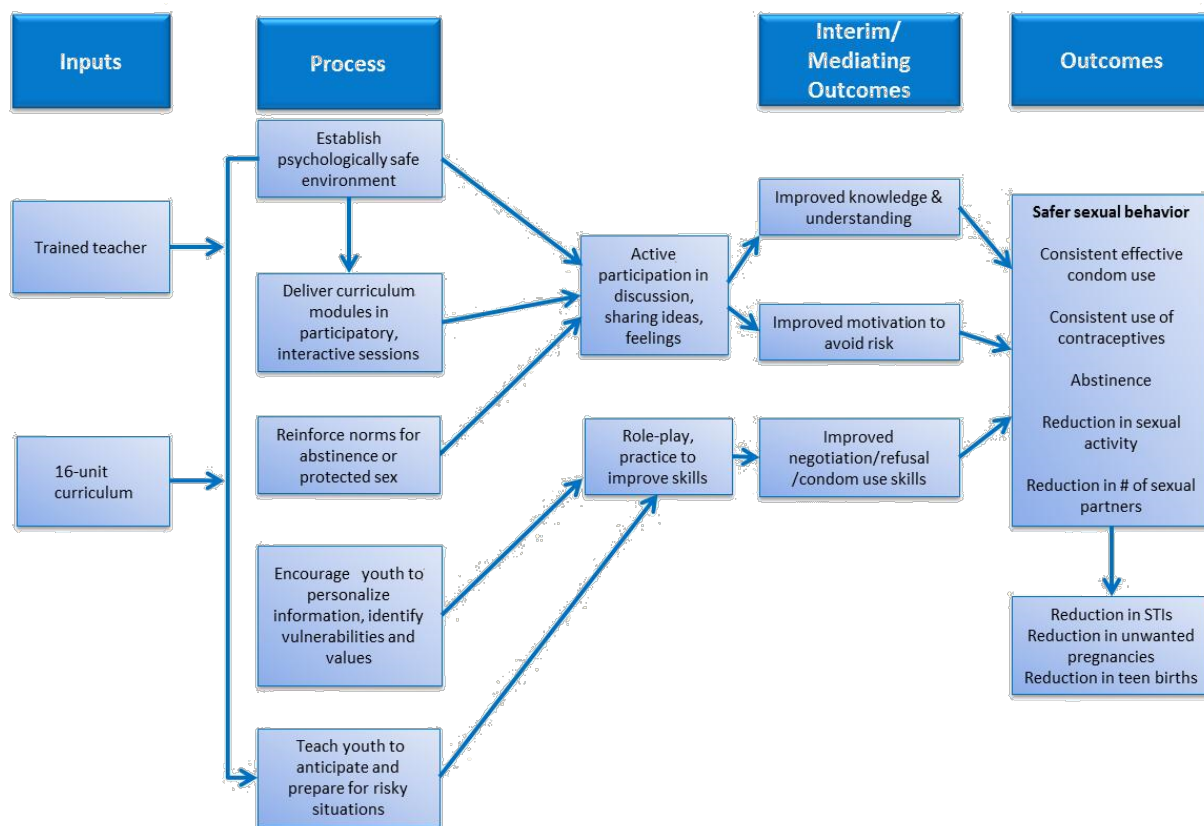 Inputs
Process
Interim/
Mediating
Outcomes
Outcomes
Trained teacher
16-unit
curriculum
Establish
psychologically safe
environment
Deliver curriculum
modules in
participatory,
interactive sessions
Reinforce norms for
abstinence or
protected sex
Encourage youth to
personalize
information, identify
vulnerabilities and
values
Teach youth to
anticipate and
prepare for risky
situations
Active
participation in
discussion,
sharing ideas,
feelings
Role-play,
practice to
improve skills
Improved knowledge &
understanding
Improved motivation to
avoid risk
Improved
negotiation/refusal
/condom use skills
Safer sexual behavior
Consistent effective
condom use
Consistent use of
contraceptives
Abstinence
Reduction in sexual
activity
Reduction in # of sexual
partners
Reduction in STIs
Reduction in unwanted
pregnancies
Reduction in teen births